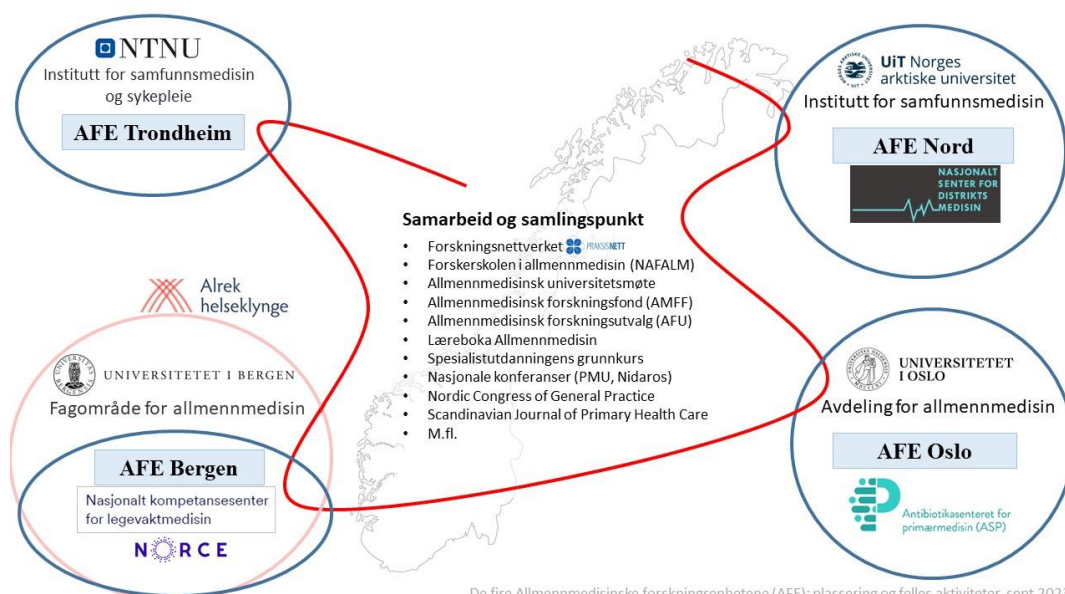 NTNU
Institutt for samfunnsmedisin
og sykepleie
AFE Trondheim
UiT Norges
arktiske universitet
Institutt for samfunnsmedisin
AFE Nord
NASJONALT
SENTER FOR
DISTRIKTS
MEDISIN
Samarbeid og samlingspunkt
• Forskningsnettverket PRAKSISNETT
• Forskerskolen i allmennmedisin (NAFALM)
• Allmennmedisinsk universitetsmøte
• Allmennmedisinsk forskningsfond (AMFF)
• Allmennmedisinsk forskningsutvalg (AFU)
• Læreboka Allmennmedisin
• Spesialistutdanningens grunnkurs
• Nasjonale konferanser (PMU, Nidaros)
• Nordic Congress of General Practice
• Scandinavian Journal of Primary Health Care
• M.fl.
Alrek
helseklynge
UNIVERSITETET I BERGEN
Fagområde for allmennmedisin
AFE Bergen
Nasjonalt kompetansesenter
for legevaktmedisin
NORCE
UNIVERSITETET
I OSLO
Avdeling for allmennmedisin
AFE Oslo
Antibiotikasenteret for
primærmedisin (ASP)
De fire Allmennmedisinske forskningsenhetene (AFE): plassering og felles aktiviteter, sept